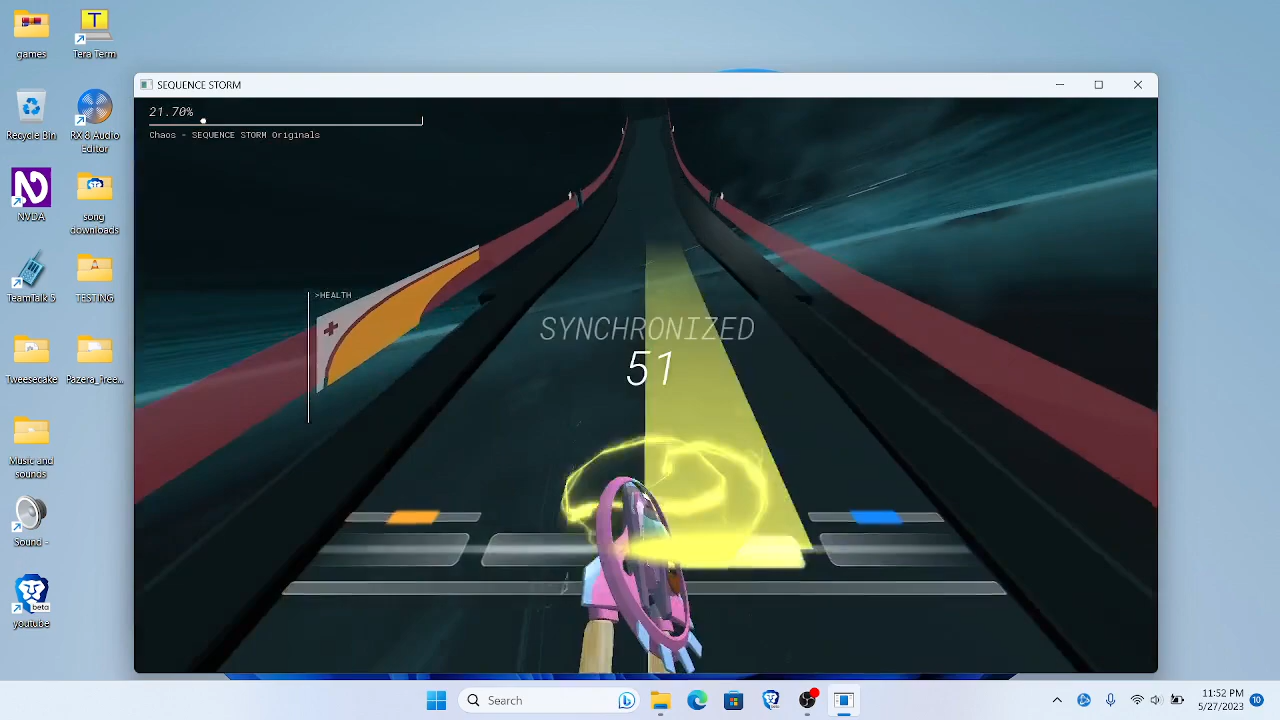 games
T
Tera Term
Recycle Bin
RX 8 Audio Editor
NVDA
song downloads
TeamTalk 5
TESTING
Tweesecake
Pazera_Free...
Music and sounds
Sound -
beta
youtube
SEQUENCE STORM
21.70%
Chaos - SEQUENCE STORM Originals
>HEALTH
SYNCHRONIZED
51
Search
11:52 PM
5/27/2023
10